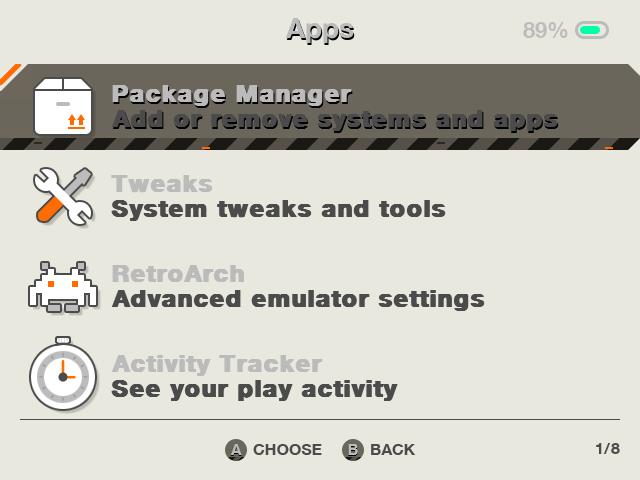 Apps
89%
Package Manager
Add or remove systems and apps
Tweaks
System tweaks and tools
RetroArch
Advanced emulator settings
Activity Tracker
See your play activity
A CHOOSE B BACK 1/8